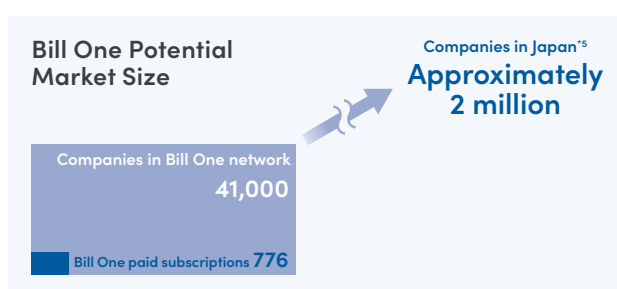 Bill One Potential
Market Size
Companies in Japan*5
Approximately
2 million
Companies in Bill One network
41,000
Bill One paid subscriptions 776